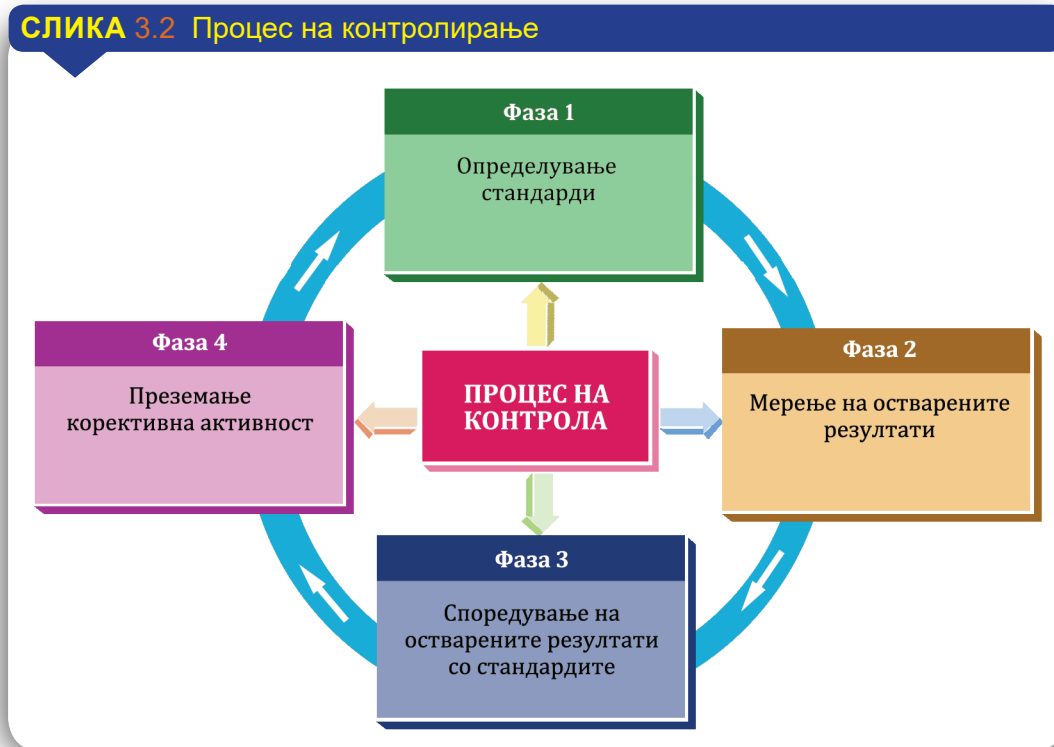 СЛИКА 3.2 Процес на контролирање
Фаза 1
Определување
стандарди
Фаза 4
Преземање
корективна активност
ПРОЦЕС НА
КОНТРОЛА
Фаза 2
Мерење на остварените
резултати
Фаза 3
Споредување на
остварените резултати
со стандардите